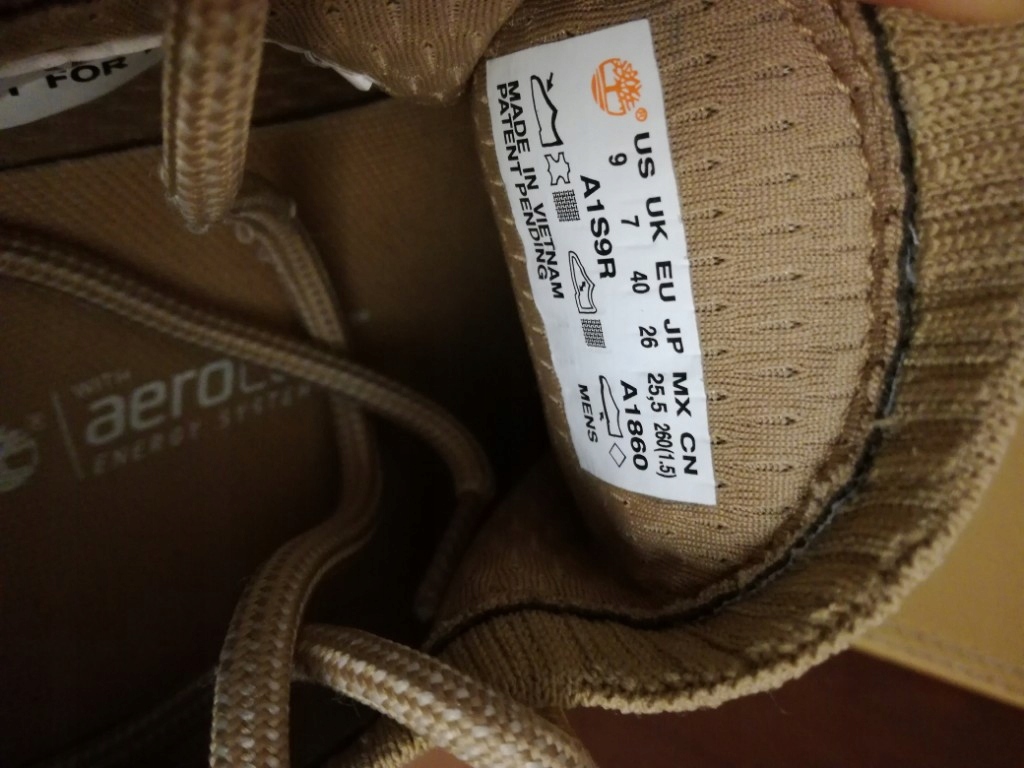 US UK EU JP MX CN
9 7 40 26 25,5 260(1.5)
A1S9R A1860
MENS
MADE IN VIETNAM
PATENT PENDING
FOR
WITH
aero
ENERGY SYSTEM